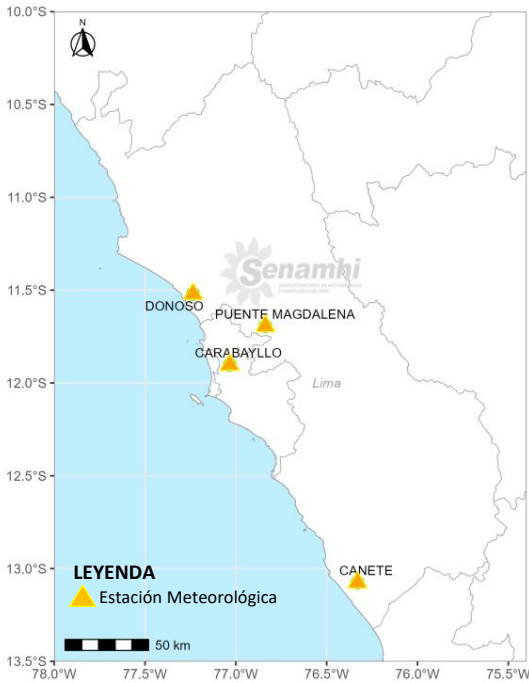 10.0°S
N
10.5°S
11.0°S
Senamhi
11.5°S
DONOSO
PUENTE MAGDALENA
CARABAYLLO
12.0°S
Lima
12.5°S
13.0°S
CANETE
LEYENDA
Estación Meteorológica
50 km
13.5°S
78.0°W 77.5°W 77.0°W 76.5°W 76.0°W 75.5°W